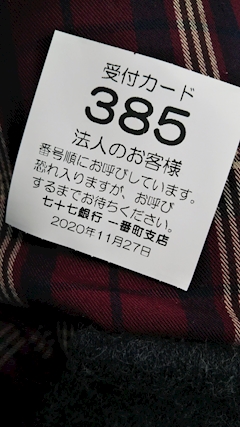 受付カード
385
法人のお客様
番号順にお呼びしています。
恐れ入りますが、お呼び
するまでお待ちください。
七十七銀行 一番町支店
2020年11月27日